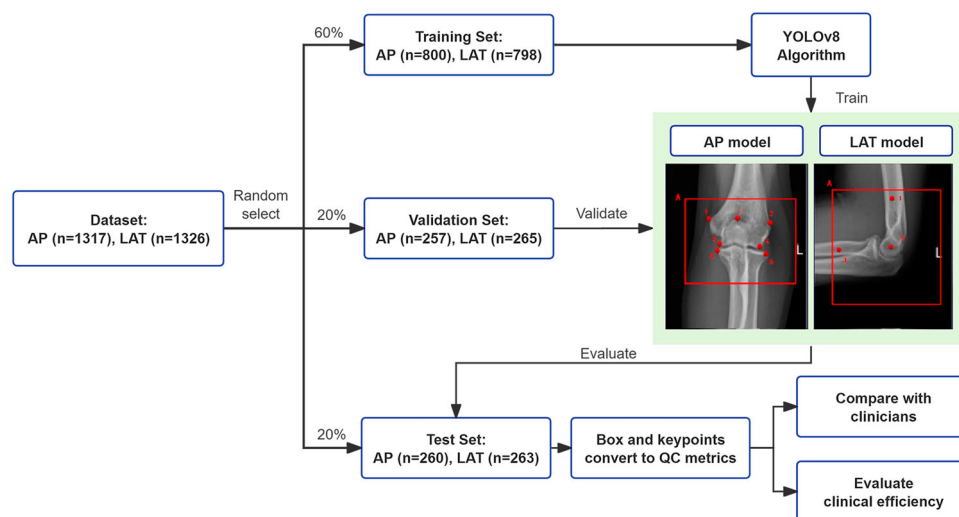 60%
Training Set:
AP (n=800), LAT (n=798)
YOLOv8
Algorithm
Train
AP model
LAT model
Random
select
Dataset:
AP (n=1317), LAT (n=1326)
20%
Validation Set:
AP (n=257), LAT (n=265)
Validate
A
L
A
1
L
Evaluate
20%
Test Set:
AP (n=260), LAT (n=263)
Box and keypoints
convert to QC metrics
Compare with
clinicians
Evaluate
clinical efficiency